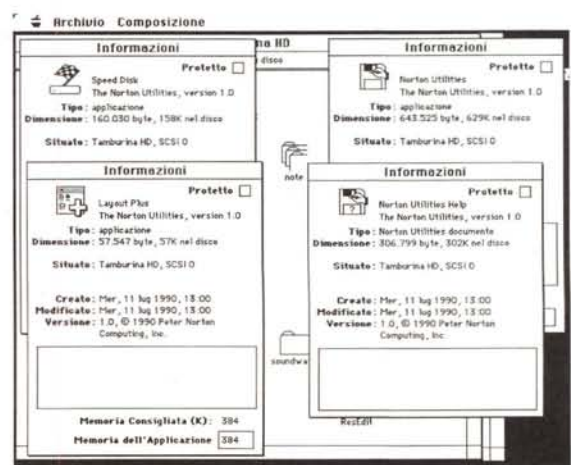 Archivio Composizione
Informazioni
Protetto
Speed Disk
The Norton Utilities, version 1.0
Tipo: applicazione
Dimensione: 160.030 byte, 158K nel disco
Situato: Tamburina HD, SCSI 0
na HD
disco
Informazioni
Protetto
Norton Utilities
The Norton Utilities, version 1.0
Tipo: applicazione
Dimensione: 643.525 byte, 629K nel disco
Situato: Tamburina HD, SCSI 0
note
Informazioni
Protetto
Layout Plus
The Norton Utilities, version 1.0
Tipo: applicazione
Dimensione: 57.547 byte, 57K nel disco
Situato: Tamburina HD, SCSI 0
Creato: Mer, 11 lug 1990, 13:00
Modificato: Mer, 11 lug 1990, 13:00
Versione: 1.0, © 1990 Peter Norton
Computing, Inc.
Memoria Consigliata (K): 384
Memoria dell'Applicazione 384
Informazioni
Protetto
Norton Utilities Help
The Norton Utilities, version 1.0
Tipo: Norton Utilities documento
Dimensione: 306.799 byte, 302K nel disco
Situato: Tamburina HD, SCSI 0
Creato: Mer, 11 lug 1990, 13:00
Modificato: Mer, 11 lug 1990, 13:00
Versione: 1.0, © 1990 Peter Norton
Computing, Inc.
soundwa
ResEdit